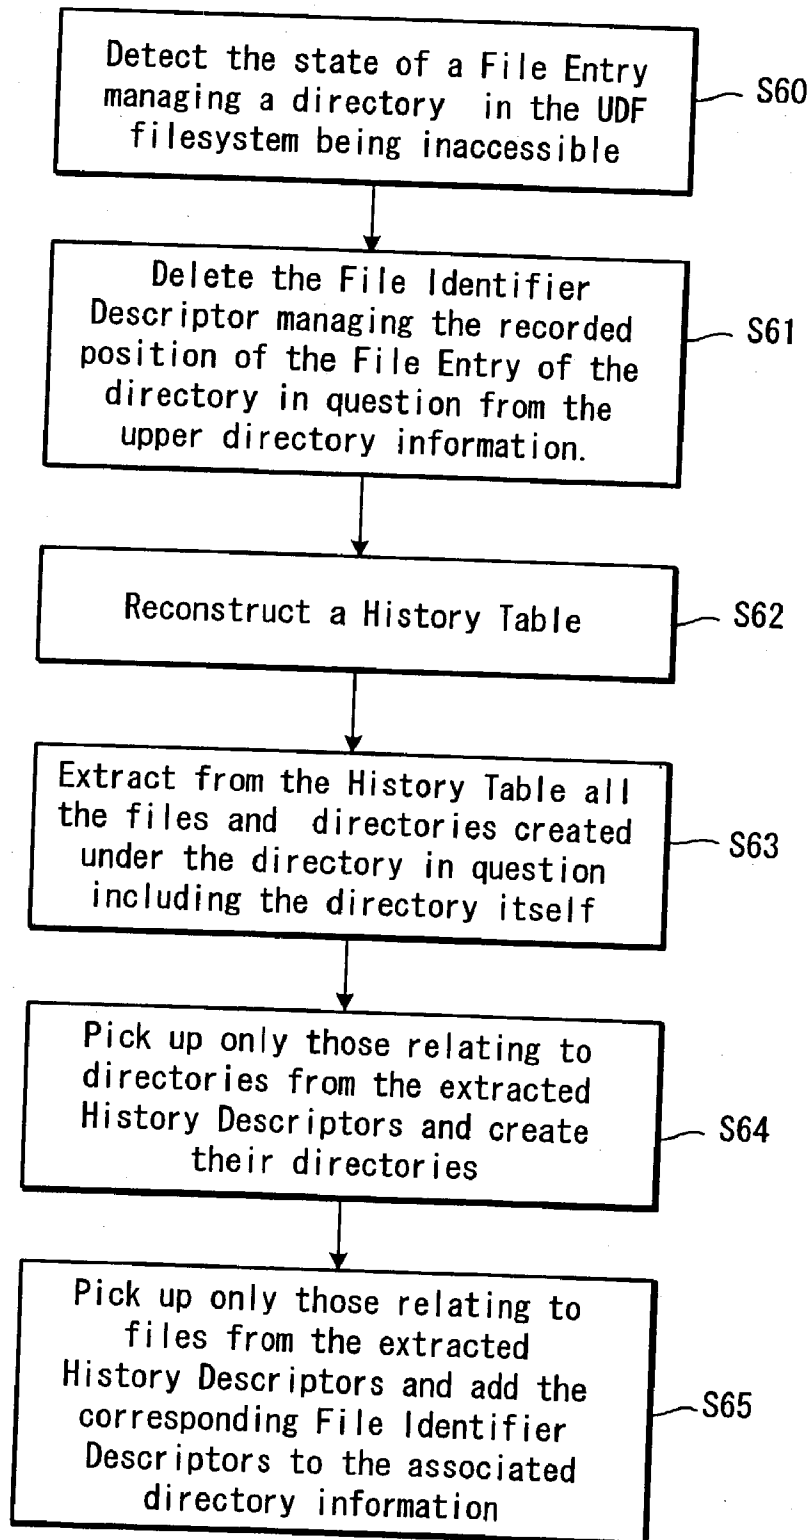 Detect the state of a File Entry
managing a directory in the UDF
filesystem being inaccessible
S60
Delete the File Identifier
Descriptor managing the recorded
position of the File Entry of the
directory in question from the
upper directory information.
S61
Reconstruct a History Table
S62
Extract from the History Table all
the files and directories created
under the directory in question
including the directory itself
S63
Pick up only those relating to
directories from the extracted
History Descriptors and create
their directories
S64
Pick up only those relating to
files from the extracted
History Descriptors and add the
corresponding File Identifier
Descriptors to the associated
directory information
S65